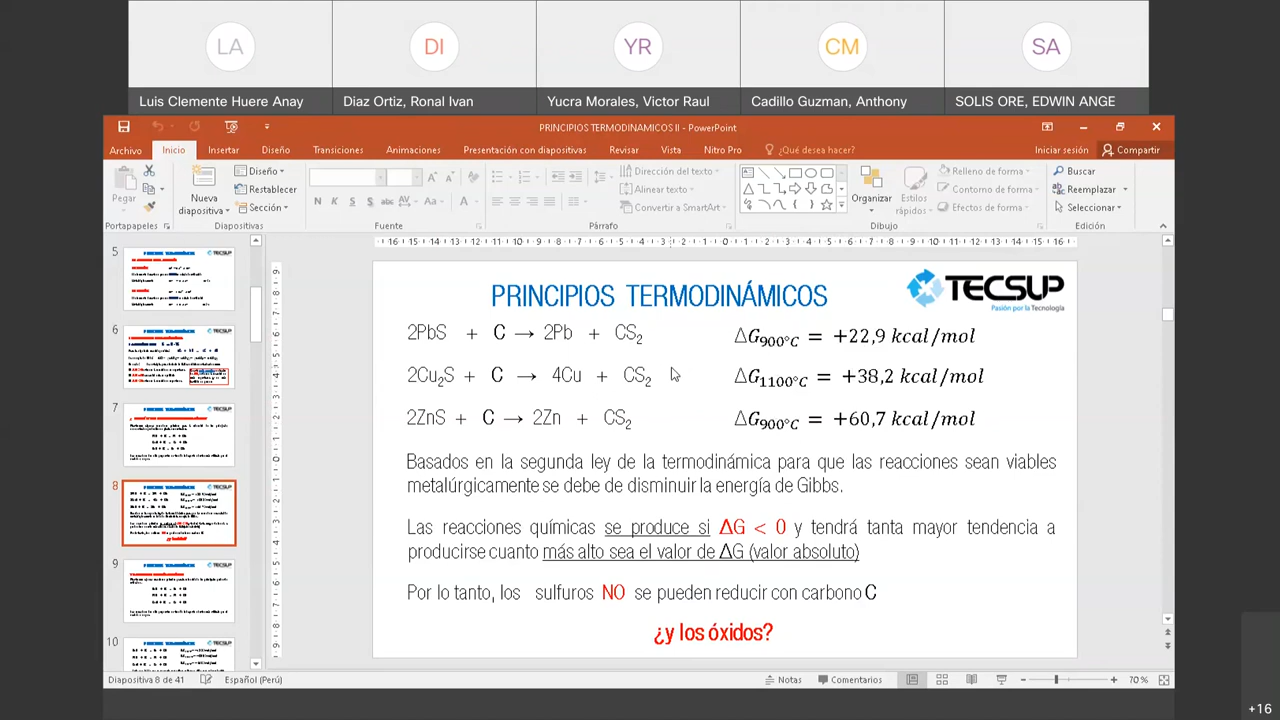 LA DI YR CM SA
Luis Clemente Huere Anay Diaz Ortiz, Ronal Ivan Yucra Morales, Victor Raul Cadillo Guzman, Anthony SOLIS ORE, EDWIN ANGE
PRINCIPIOS TERMODINAMICOS II - PowerPoint
Archivo Inicio Insertar Diseño Transiciones Animaciones Presentación con diapositivas Revisar Vista Nitro Pro ¿Qué desea hacer? Iniciar sesión Compartir
Pegar
Nueva diapositiva
Diseño
Restablecer
Sección
N K S S abc AV Aa A
Dirección del texto
Alinear texto
Convertir a SmartArt
Organizar
Estilos rápidos
Relleno de forma
Contorno de forma
Efectos de forma
Buscar
Reemplazar
Seleccionar
Portapapeles Diapositivas Fuente Párrafo Dibujo Edición
5
6
7
8
9
10
PRINCIPIOS TERMODINÁMICOS
TECSUP
Pasión por la Tecnología
2PbS + C → 2Pb + CS₂ ΔG₉₀₀°C = +22,9 kcal/mol
2Cu₂S + C → 4Cu + CS₂ ΔG₁₁₀₀°C = +38,2 kcal/mol
2ZnS + C → 2Zn + CS₂ ΔG₉₀₀°C = +60,7 kcal/mol
Basados en la segunda ley de la termodinámica para que las reacciones sean viables
metalúrgicamente se debe de disminuir la energía de Gibbs.
Las reacciones químicas se produce si ΔG < 0 y tendrá tanta mayor tendencia a
producirse cuanto más alto sea el valor de ΔG (valor absoluto)
Por lo tanto, los sulfuros NO se pueden reducir con carbono C
¿y los óxidos?
Diapositiva 8 de 41 Español (Perú) Notas Comentarios 70 %
+16